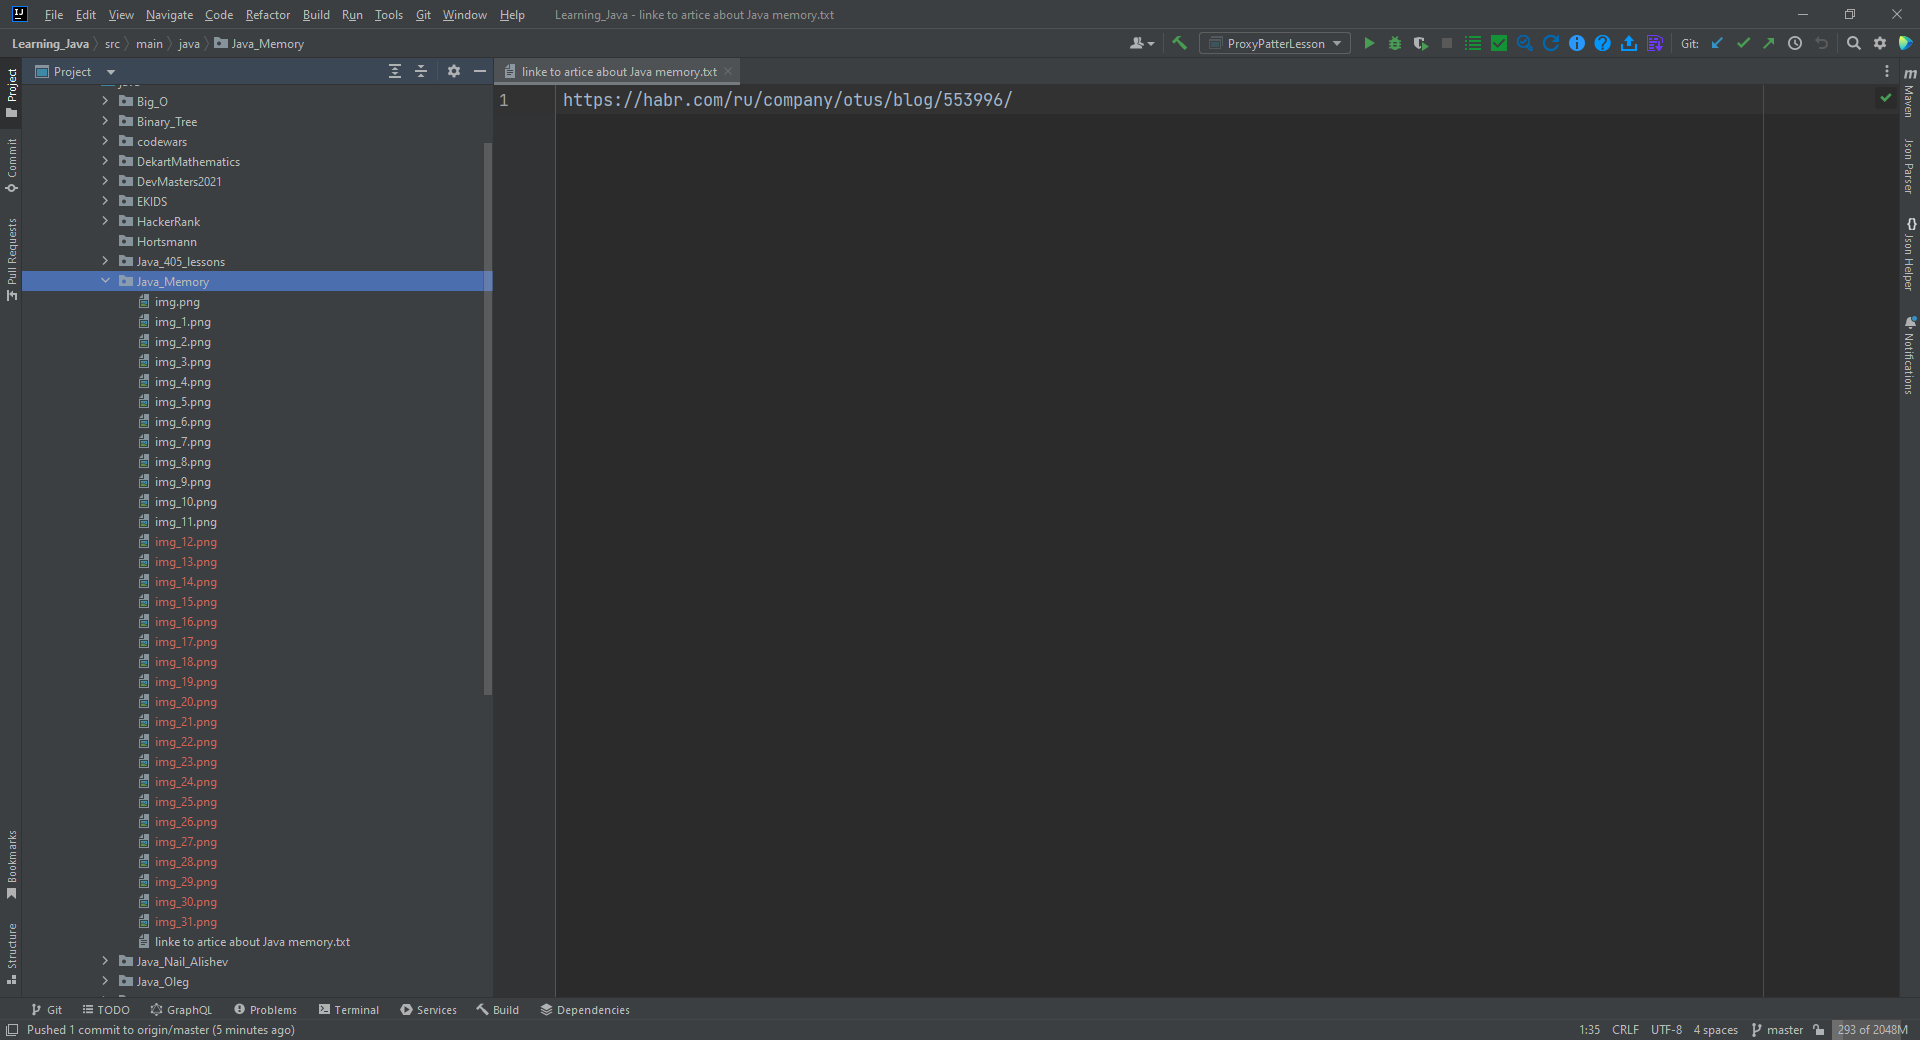 File Edit View Navigate Code Refactor Build Run Tools Git Window Help Learning_Java - linke to artice about Java memory.txt
Learning_Java src main java Java_Memory ProxyPatterLesson Git:
Project
linke to artice about Java memory.txt
1 https://habr.com/ru/company/otus/blog/553996/
Big_O
Binary_Tree
codewars
DekartMathematics
DevMasters2021
EKIDS
HackerRank
Hortsmann
Java_405_lessons
Java_Memory
img.png
img_1.png
img_2.png
img_3.png
img_4.png
img_5.png
img_6.png
img_7.png
img_8.png
img_9.png
img_10.png
img_11.png
img_12.png
img_13.png
img_14.png
img_15.png
img_16.png
img_17.png
img_18.png
img_19.png
img_20.png
img_21.png
img_22.png
img_23.png
img_24.png
img_25.png
img_26.png
img_27.png
img_28.png
img_29.png
img_30.png
img_31.png
linke to artice about Java memory.txt
Java_Nail_Alishev
Java_Oleg
Project
Commit
Pull Requests
Bookmarks
Structure
m
Maven
Json Parser
{}
Json Helper
Notifications
Git TODO GraphQL Problems Terminal Services Build Dependencies
Pushed 1 commit to origin/master (5 minutes ago) 1:35 CRLF UTF-8 4 spaces master 293 of 2048M